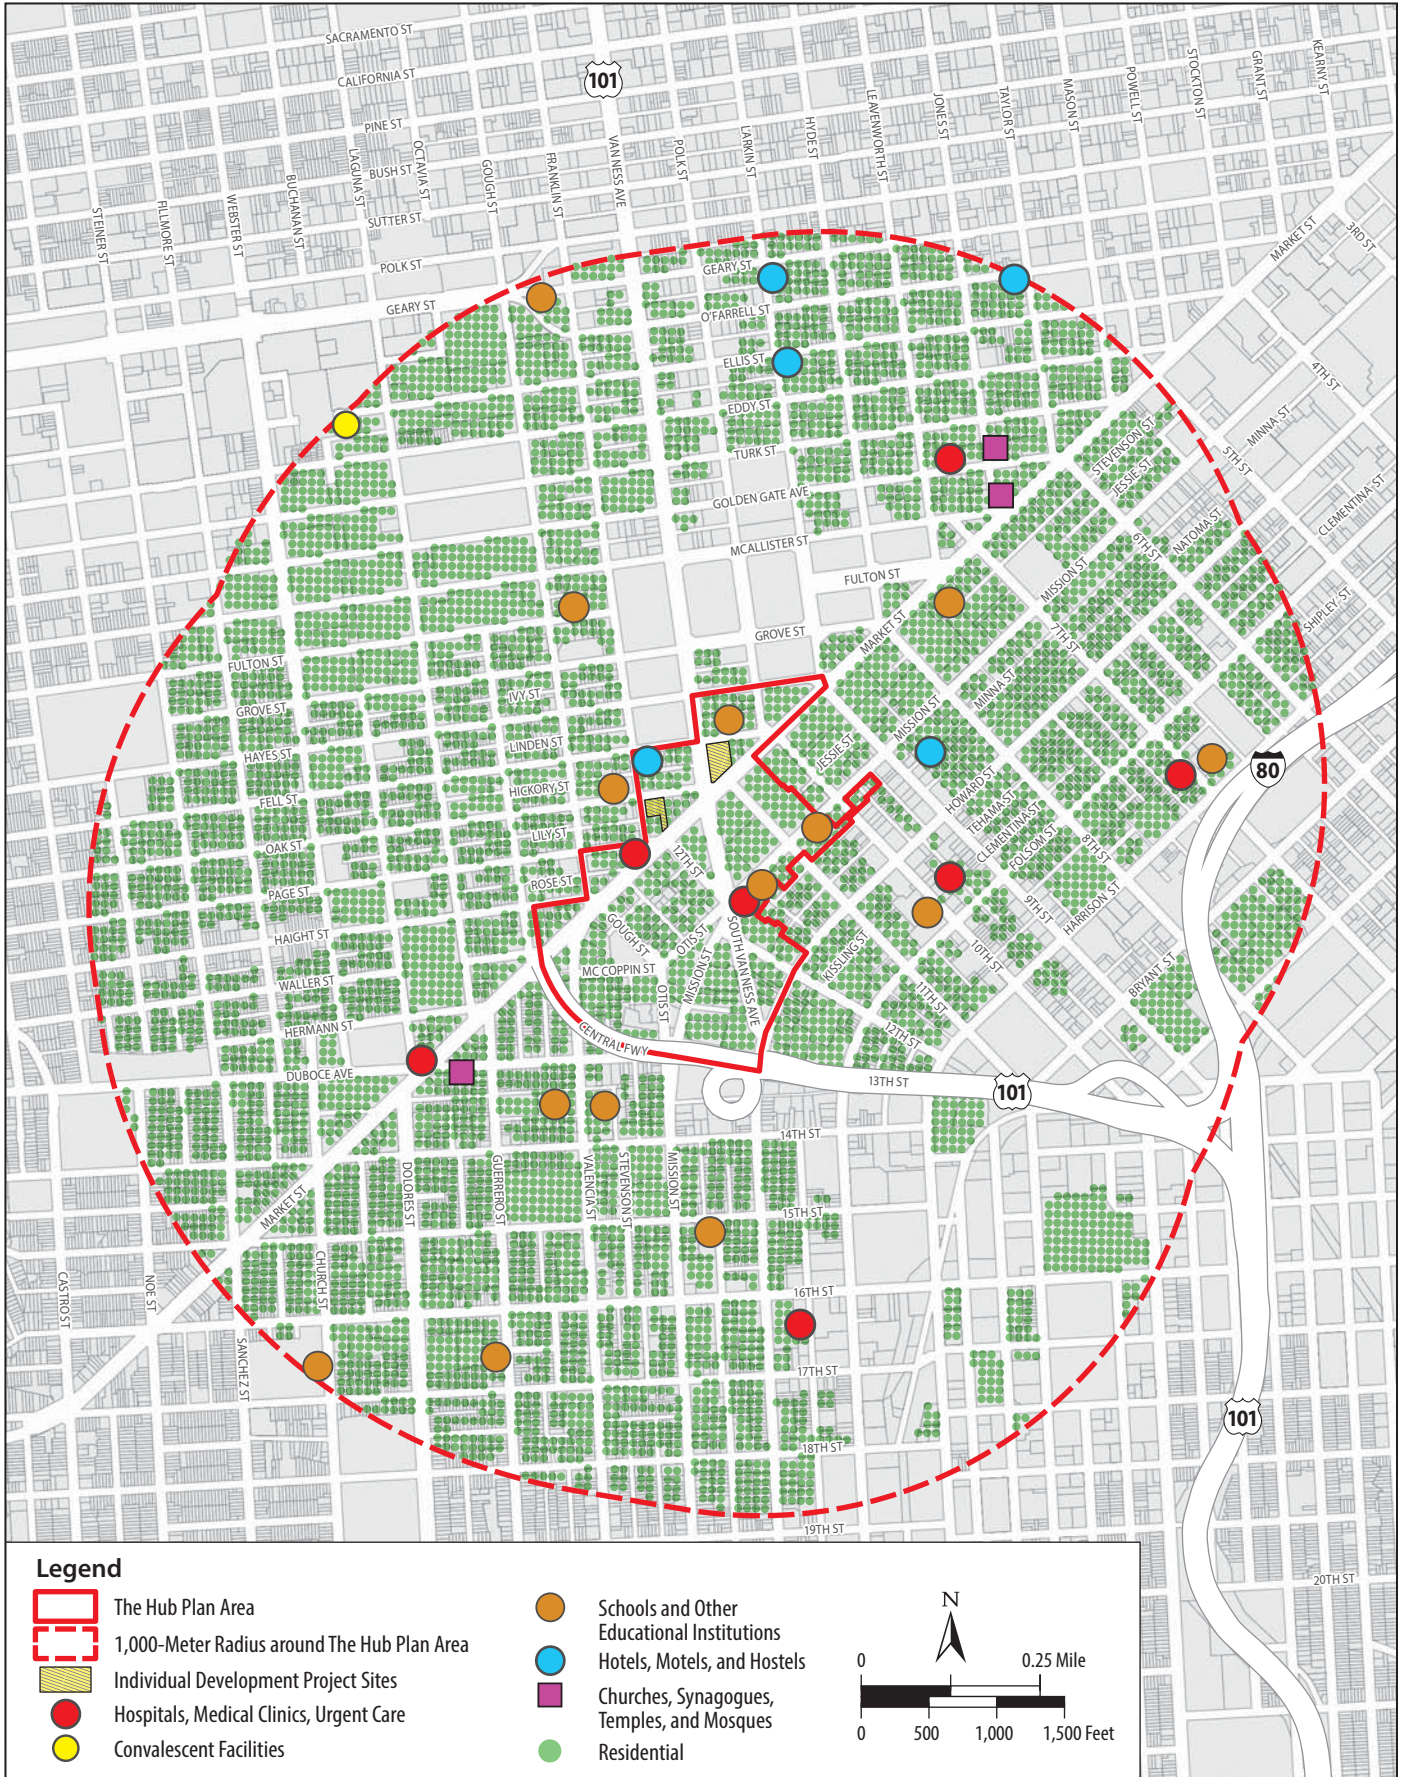 SACRAMENTO ST
CALIFORNIA ST
PINE ST
BUSH ST
SUTTER ST
POLK ST
GEARY ST
101
STEINER ST
FILLMORE ST
WEBSTER ST
BUCHANAN ST
LAGUNA ST
OCTAVIA ST
GOUGH ST
FRANKLIN ST
VAN NESS AVE
POLK ST
LARKIN ST
HYDE ST
LEAVENWORTH ST
JONES ST
TAYLOR ST
MASON ST
POWELL ST
STOCKTON ST
GRANT ST
KEARNY ST
MARKET ST
3RD ST
GEARY ST
O'FARRELL ST
ELLIS ST
EDDY ST
TURK ST
GOLDEN GATE AVE
MCALLISTER ST
FULTON ST
GROVE ST
MARKET ST
4TH ST
MINNA ST
5TH ST
CLEMENTINA ST
STEVENSON ST
JESSIE ST
NATOMA ST
6TH ST
MISSION ST
SHIPLEY ST
7TH ST
MINNA ST
MISSION ST
JESSIE ST
HOWARD ST
TEHAMA ST
CLEMENTINA ST
FOLSOM ST
8TH ST
HARRISON ST
9TH ST
10TH ST
BRYANT ST
11TH ST
12TH ST
KISSLING ST
80
FULTON ST
GROVE ST
HAYES ST
FELL ST
OAK ST
PAGE ST
HAIGHT ST
WALLER ST
HERMANN ST
DUBOCE AVE
IVY ST
LINDEN ST
HICKORY ST
LILY ST
ROSE ST
12TH ST
GOUGH ST
OTIS ST
MC COPPIN ST
OTIS ST
MISSION ST
SOUTH VAN NESS AVE
CENTRAL FWY
13TH ST
101
14TH ST
15TH ST
16TH ST
17TH ST
18TH ST
19TH ST
20TH ST
MARKET ST
DOLORES ST
GUERRERO ST
VALENCIA ST
STEVENSON ST
MISSION ST
CASTRO ST
NOE ST
CHURCH ST
SANCHEZ ST
101
Legend
The Hub Plan Area
1,000-Meter Radius around The Hub Plan Area
Individual Development Project Sites
Hospitals, Medical Clinics, Urgent Care
Convalescent Facilities
Schools and Other
Educational Institutions
Hotels, Motels, and Hostels
Churches, Synagogues,
Temples, and Mosques
Residential
N
0 0.25 Mile
0 500 1,000 1,500 Feet